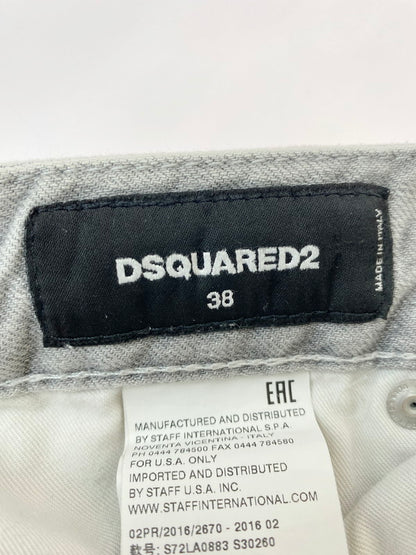 DSQUARED2
38
MADE IN ITALY
EAC
MANUFACTURED AND DISTRIBUTED
BY STAFF INTERNATIONAL S.P.A.
NOVENTA VICENTINA - ITALY
PH 0444 784500 FAX 0444 784580
FOR U.S.A. ONLY
IMPORTED AND DISTRIBUTED
BY STAFF U.S.A. INC.
WWW.STAFFINTERNATIONAL.COM
02PR/2016/2670 - 2016 02
款号: S72LA0883 S30260